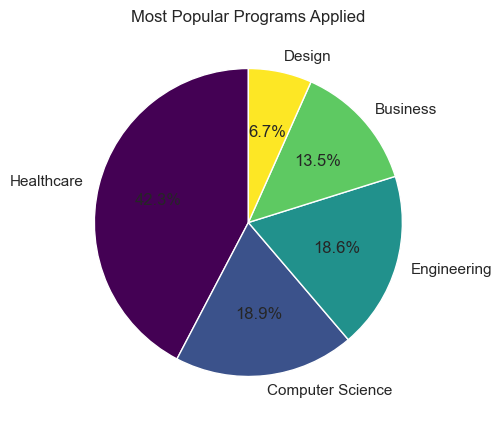 Most Popular Programs Applied
Design
Business
6.7%
13.5%
Healthcare
42.3%
18.6%
Engineering
18.9%
Computer Science